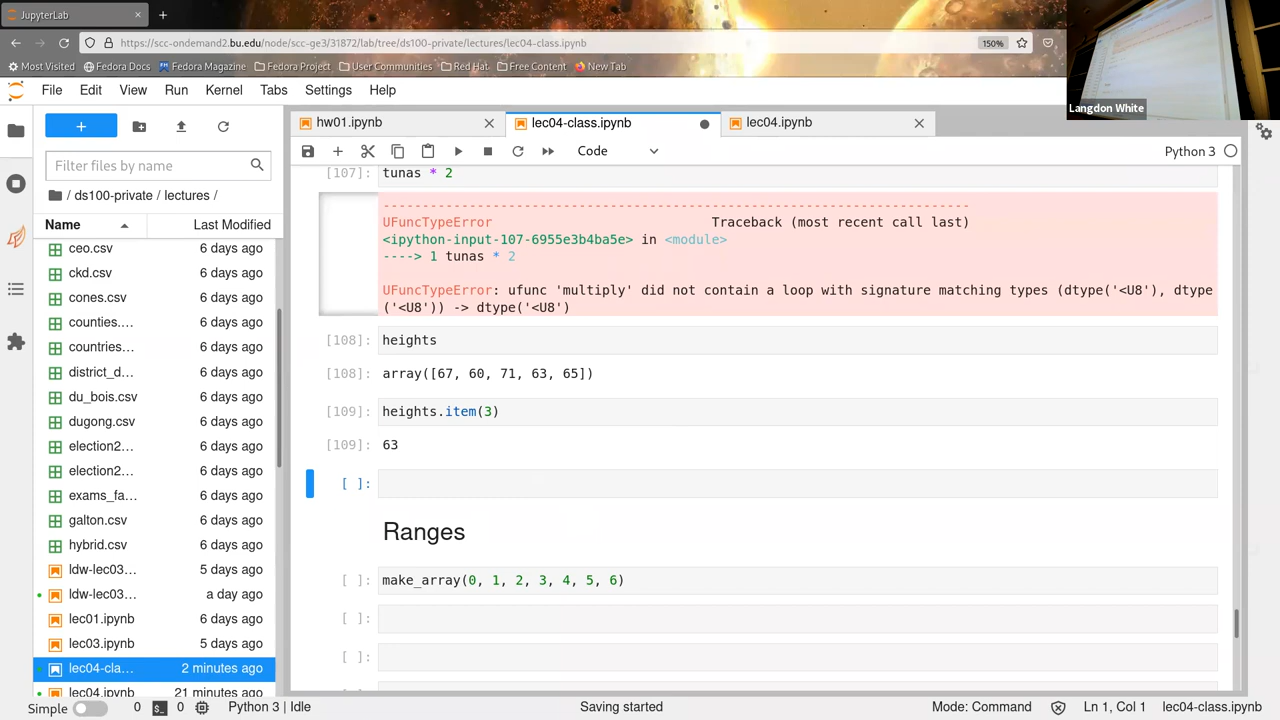 JupyterLab
https://scc-ondemand2.bu.edu/node/scc-ge3/31872/lab/tree/ds100-private/lectures/lec04-class.ipynb
150%
Most Visited
Fedora Docs
Fedora Magazine
Fedora Project
User Communities
Red Hat
Free Content
New Tab
Langdon White
File Edit View Run Kernel Tabs Settings Help
hw01.ipynb
lec04-class.ipynb
lec04.ipynb
Code
Python 3
Filter files by name
/ ds100-private / lectures /
Name Last Modified
ceo.csv 6 days ago
ckd.csv 6 days ago
cones.csv 6 days ago
counties.... 6 days ago
countries... 6 days ago
district_d... 6 days ago
du_bois.csv 6 days ago
dugong.csv 6 days ago
election2... 6 days ago
election2... 6 days ago
exams_fa... 6 days ago
galton.csv 6 days ago
hybrid.csv 6 days ago
ldw-lec03... 5 days ago
ldw-lec03... a day ago
lec01.ipynb 6 days ago
lec03.ipynb 5 days ago
lec04-cla... 2 minutes ago
lec04.ipynb 21 minutes ago
[107]: tunas * 2
---------------------------------------------------------------------------
UFuncTypeError Traceback (most recent call last)
<ipython-input-107-6955e3b4ba5e> in <module>
----> 1 tunas * 2
UFuncTypeError: ufunc 'multiply' did not contain a loop with signature matching types (dtype('<U8'), dtype
('<U8')) -> dtype('<U8')
[108]: heights
[108]: array([67, 60, 71, 63, 65])
[109]: heights.item(3)
[109]: 63
[ ]:
Ranges
[ ]: make_array(0, 1, 2, 3, 4, 5, 6)
[ ]:
[ ]:
Simple 0 0 Python 3 | Idle Saving started Mode: Command Ln 1, Col 1 lec04-class.ipynb